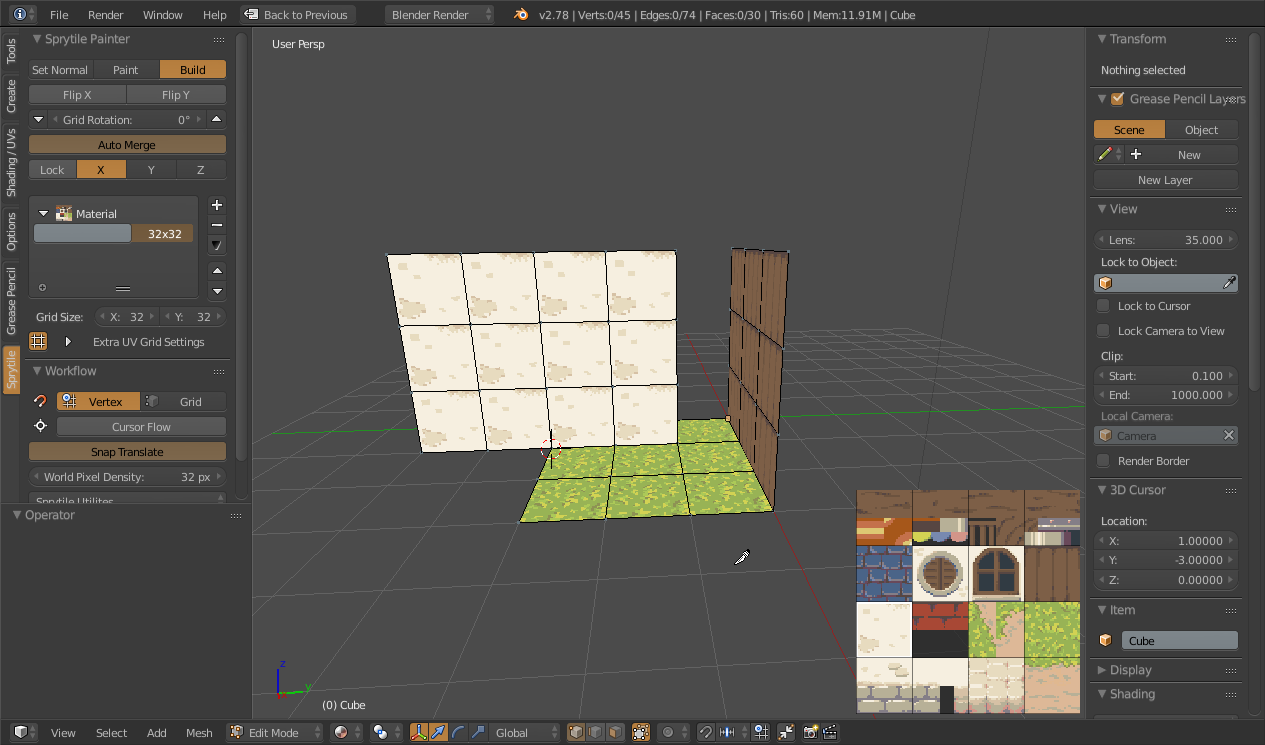 File Render Window Help Back to Previous Blender Render v2.78 | Verts:0/45 | Edges:0/74 | Faces:0/30 | Tris:60 | Mem:11.91M | Cube
Tools
Create
Shading / UVs
Options
Grease Pencil
Sprytile
Sprytile Painter
Set Normal Paint Build
Flip X Flip Y
Grid Rotation: 0°
Auto Merge
Lock X Y Z
Material
32x32
Grid Size: X: 32 Y: 32
Extra UV Grid Settings
Workflow
Vertex Grid
Cursor Flow
Snap Translate
World Pixel Density: 32 px
Sprytile Utilites
Operator
User Persp
z
y
(0) Cube
Transform
Nothing selected
Grease Pencil Layers
Scene Object
New
New Layer
View
Lens: 35.000
Lock to Object:
Lock to Cursor
Lock Camera to View
Clip:
Start: 0.100
End: 1000.000
Local Camera:
Camera
Render Border
3D Cursor
Location:
X: 1.00000
Y: -3.00000
Z: 0.00000
Item
Cube
Display
Shading
View Select Add Mesh Edit Mode Global